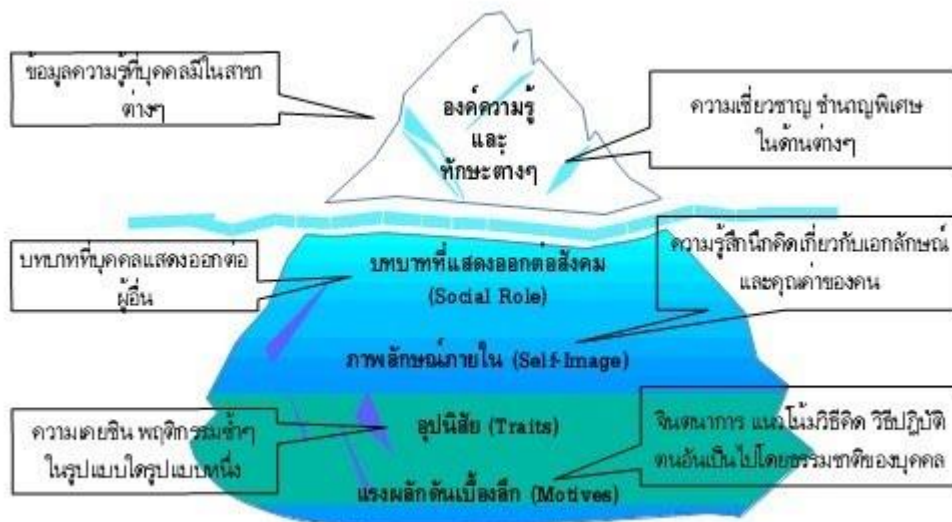 ข้อมูลความรู้ที่บุคคลมีในสาขา
ต่างๆ
องค์ความรู้
และ
ทักษะต่างๆ
ความเชี่ยวชาญ ชำนาญพิเศษ
ในด้านต่างๆ
บทบาทที่บุคคลแสดงออกต่อ
ผู้อื่น
บทบาทที่แสดงออกต่อสังคม
(Social Role)
ความรู้สึกนึกคิดเกี่ยวกับเอกลักษณ์
และคุณค่าของคน
ภาพลักษณ์ภายใน (Self-Image)
ความเคยชิน พฤติกรรมซ้ำๆ
ในรูปแบบใดรูปแบบหนึ่ง
อุปนิสัย (Traits)
จินตนาการ แนวโน้มวิธีคิด วิธีปฏิบัติ
ตนอันเป็นไปโดยธรรมชาติของบุคคล
แรงผลักดันเบื้องลึก (Motives)